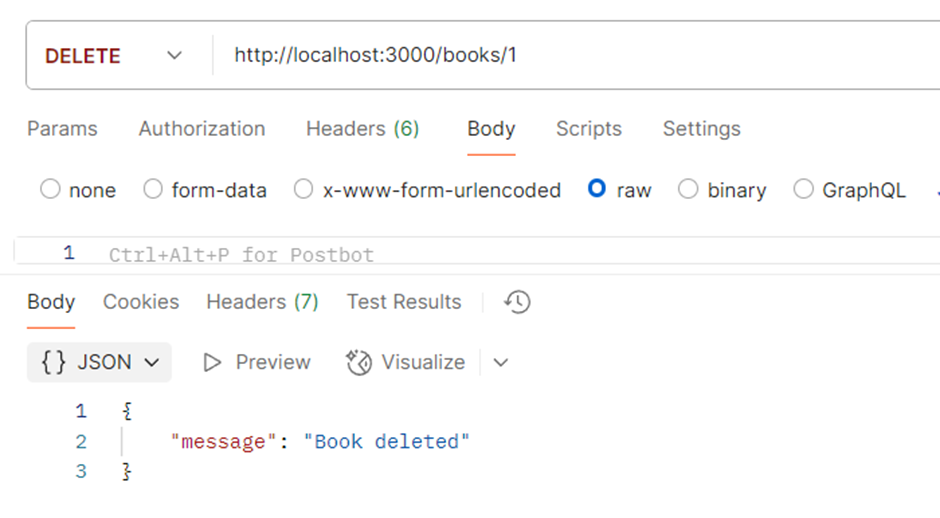 DELETE http://localhost:3000/books/1
Params Authorization Headers (6) Body Scripts Settings
none form-data x-www-form-urlencoded raw binary GraphQL
1 Ctrl+Alt+P for Postbot
Body Cookies Headers (7) Test Results
{} JSON Preview Visualize
1 {
2 "message": "Book deleted"
3 }